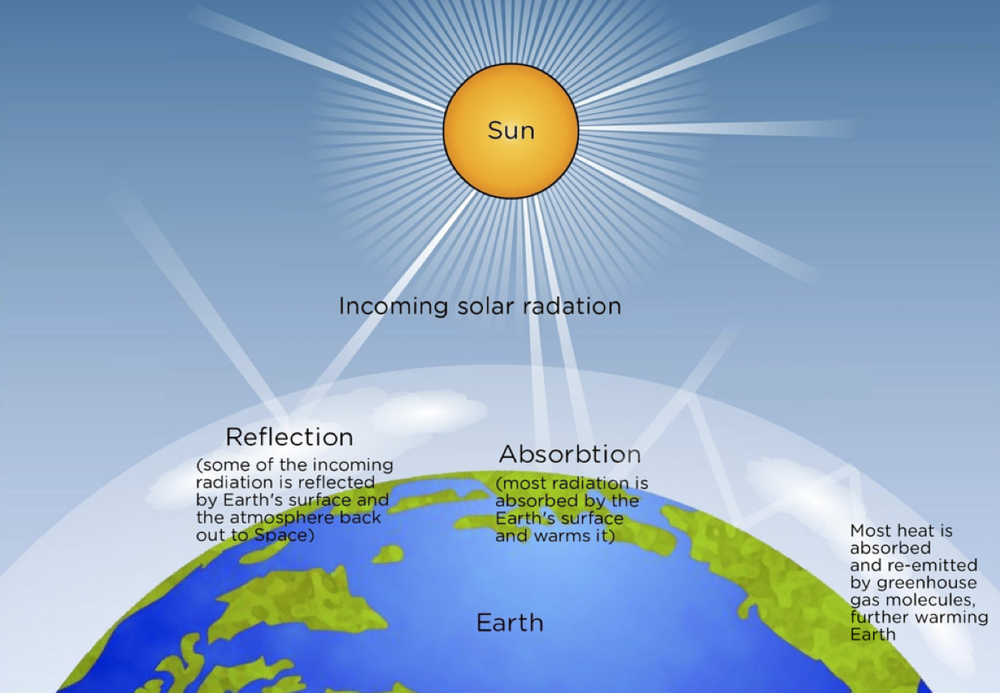 Sun
Incoming solar radation
Reflection
(some of the incoming
radiation is reflected
by Earth's surface and
the atmosphere back
out to Space)
Absorbtion
(most radiation is
absorbed by the
Earth's surface
and warms it)
Most heat is
absorbed
and re-emitted
by greenhouse
gas molecules,
further warming
Earth
Earth